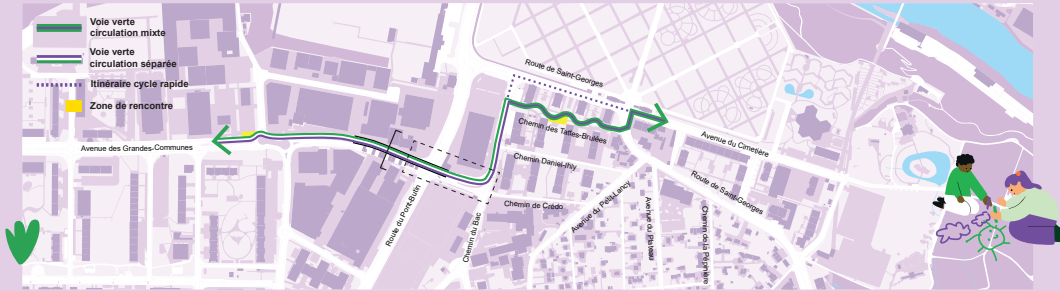 Voie verte
circulation mixte
Voie verte
circulation séparée
Itinéraire cycle rapide
Zone de rencontre
Route de Saint-Georges
Chemin des Tattes-Brulées
Avenue du Cimetière
Avenue des Grandes-Communes
Chemin Daniel-Ihly
Route de Saint-Georges
Chemin de Crédo
Avenue du Petit-Lancy
Route du Pont-Butin
Chemin du Bac
Avenue du Plateau
Chemin de la Pépinière